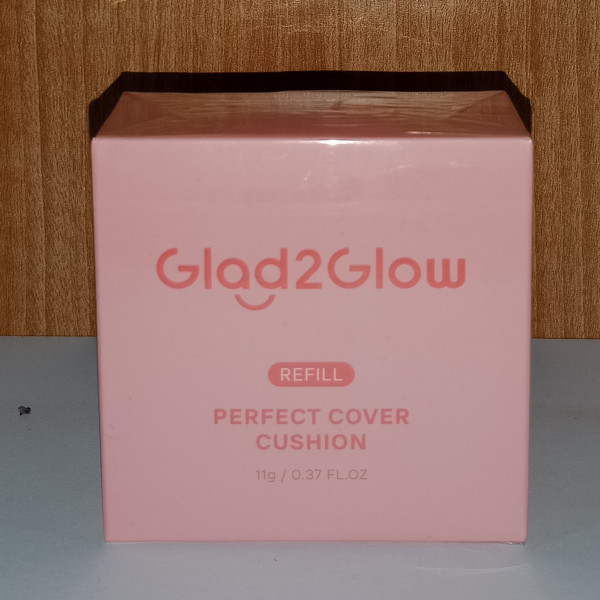 Glad2Glow
REFILL
PERFECT COVER
CUSHION
11g / 0.37 FL.OZ